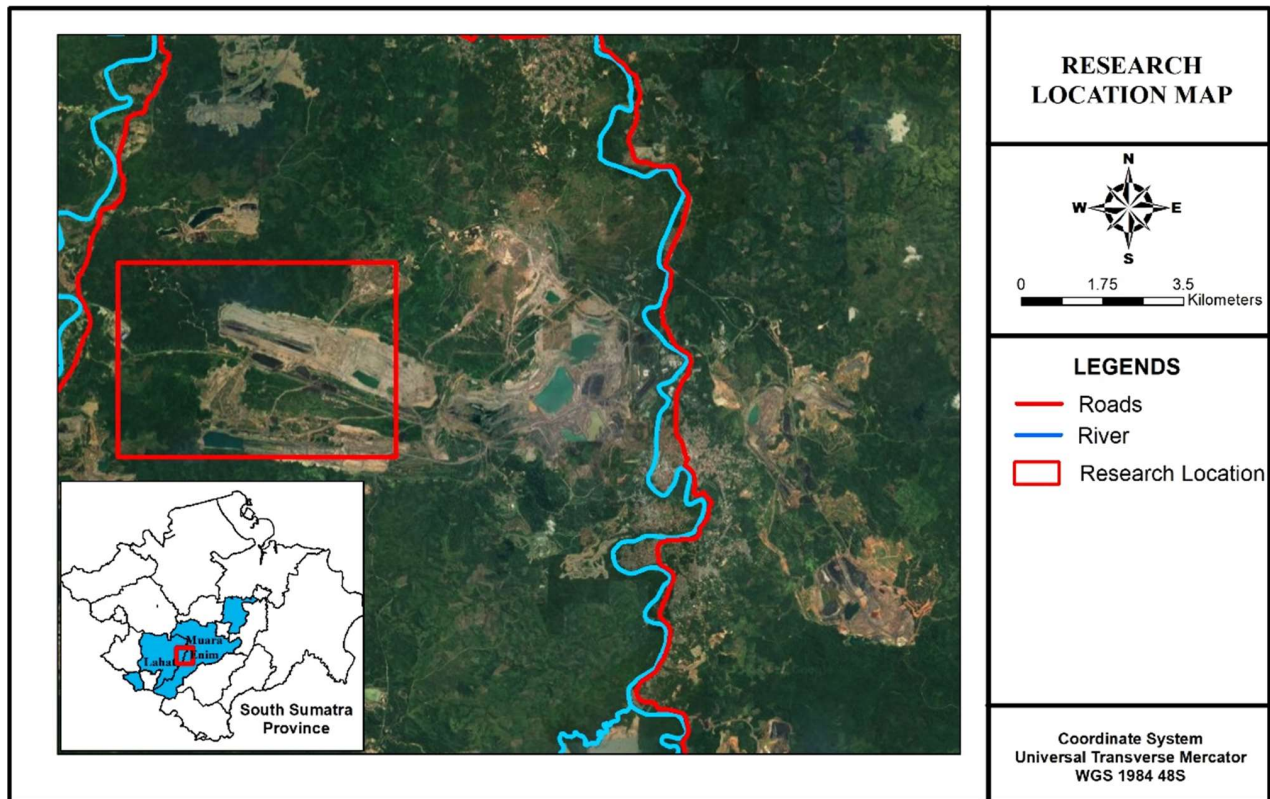 RESEARCH
LOCATION MAP
N
W E
S
0 1.75 3.5
Kilometers
LEGENDS
Roads
River
Research Location
Coordinate System
Universal Transverse Mercator
WGS 1984 48S
Muara
Enim
Lahat
South Sumatra
Province